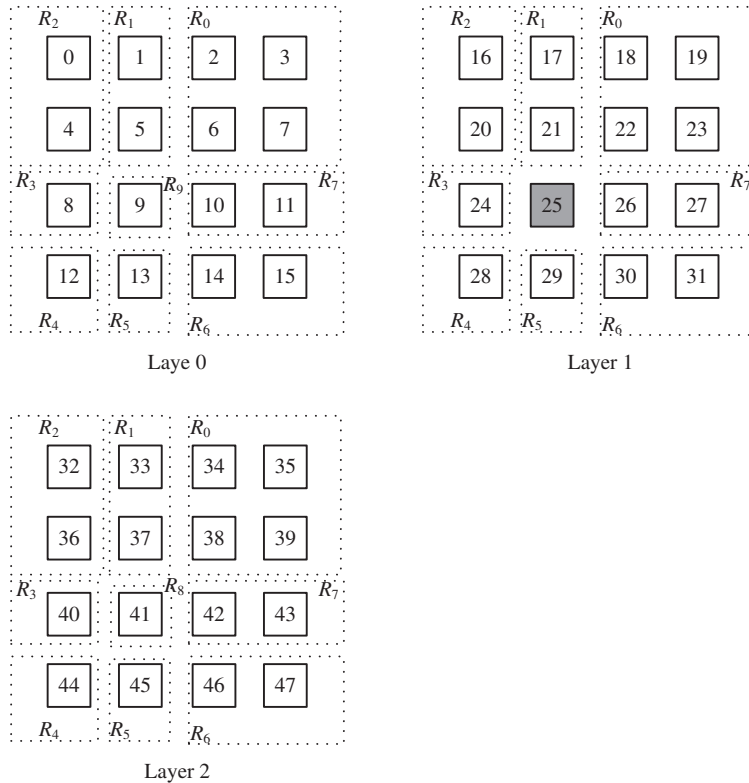 R2 R1 R0
0 1 2 3
4 5 6 7
R3 R9 R7
8 9 10 11
12 13 14 15
R4 R5 R6
Laye 0
R2 R1 R0
16 17 18 19
20 21 22 23
R3 R7
24 25 26 27
28 29 30 31
R4 R5 R6
Layer 1
R2 R1 R0
32 33 34 35
36 37 38 39
R3 R8 R7
40 41 42 43
44 45 46 47
R4 R5 R6
Layer 2